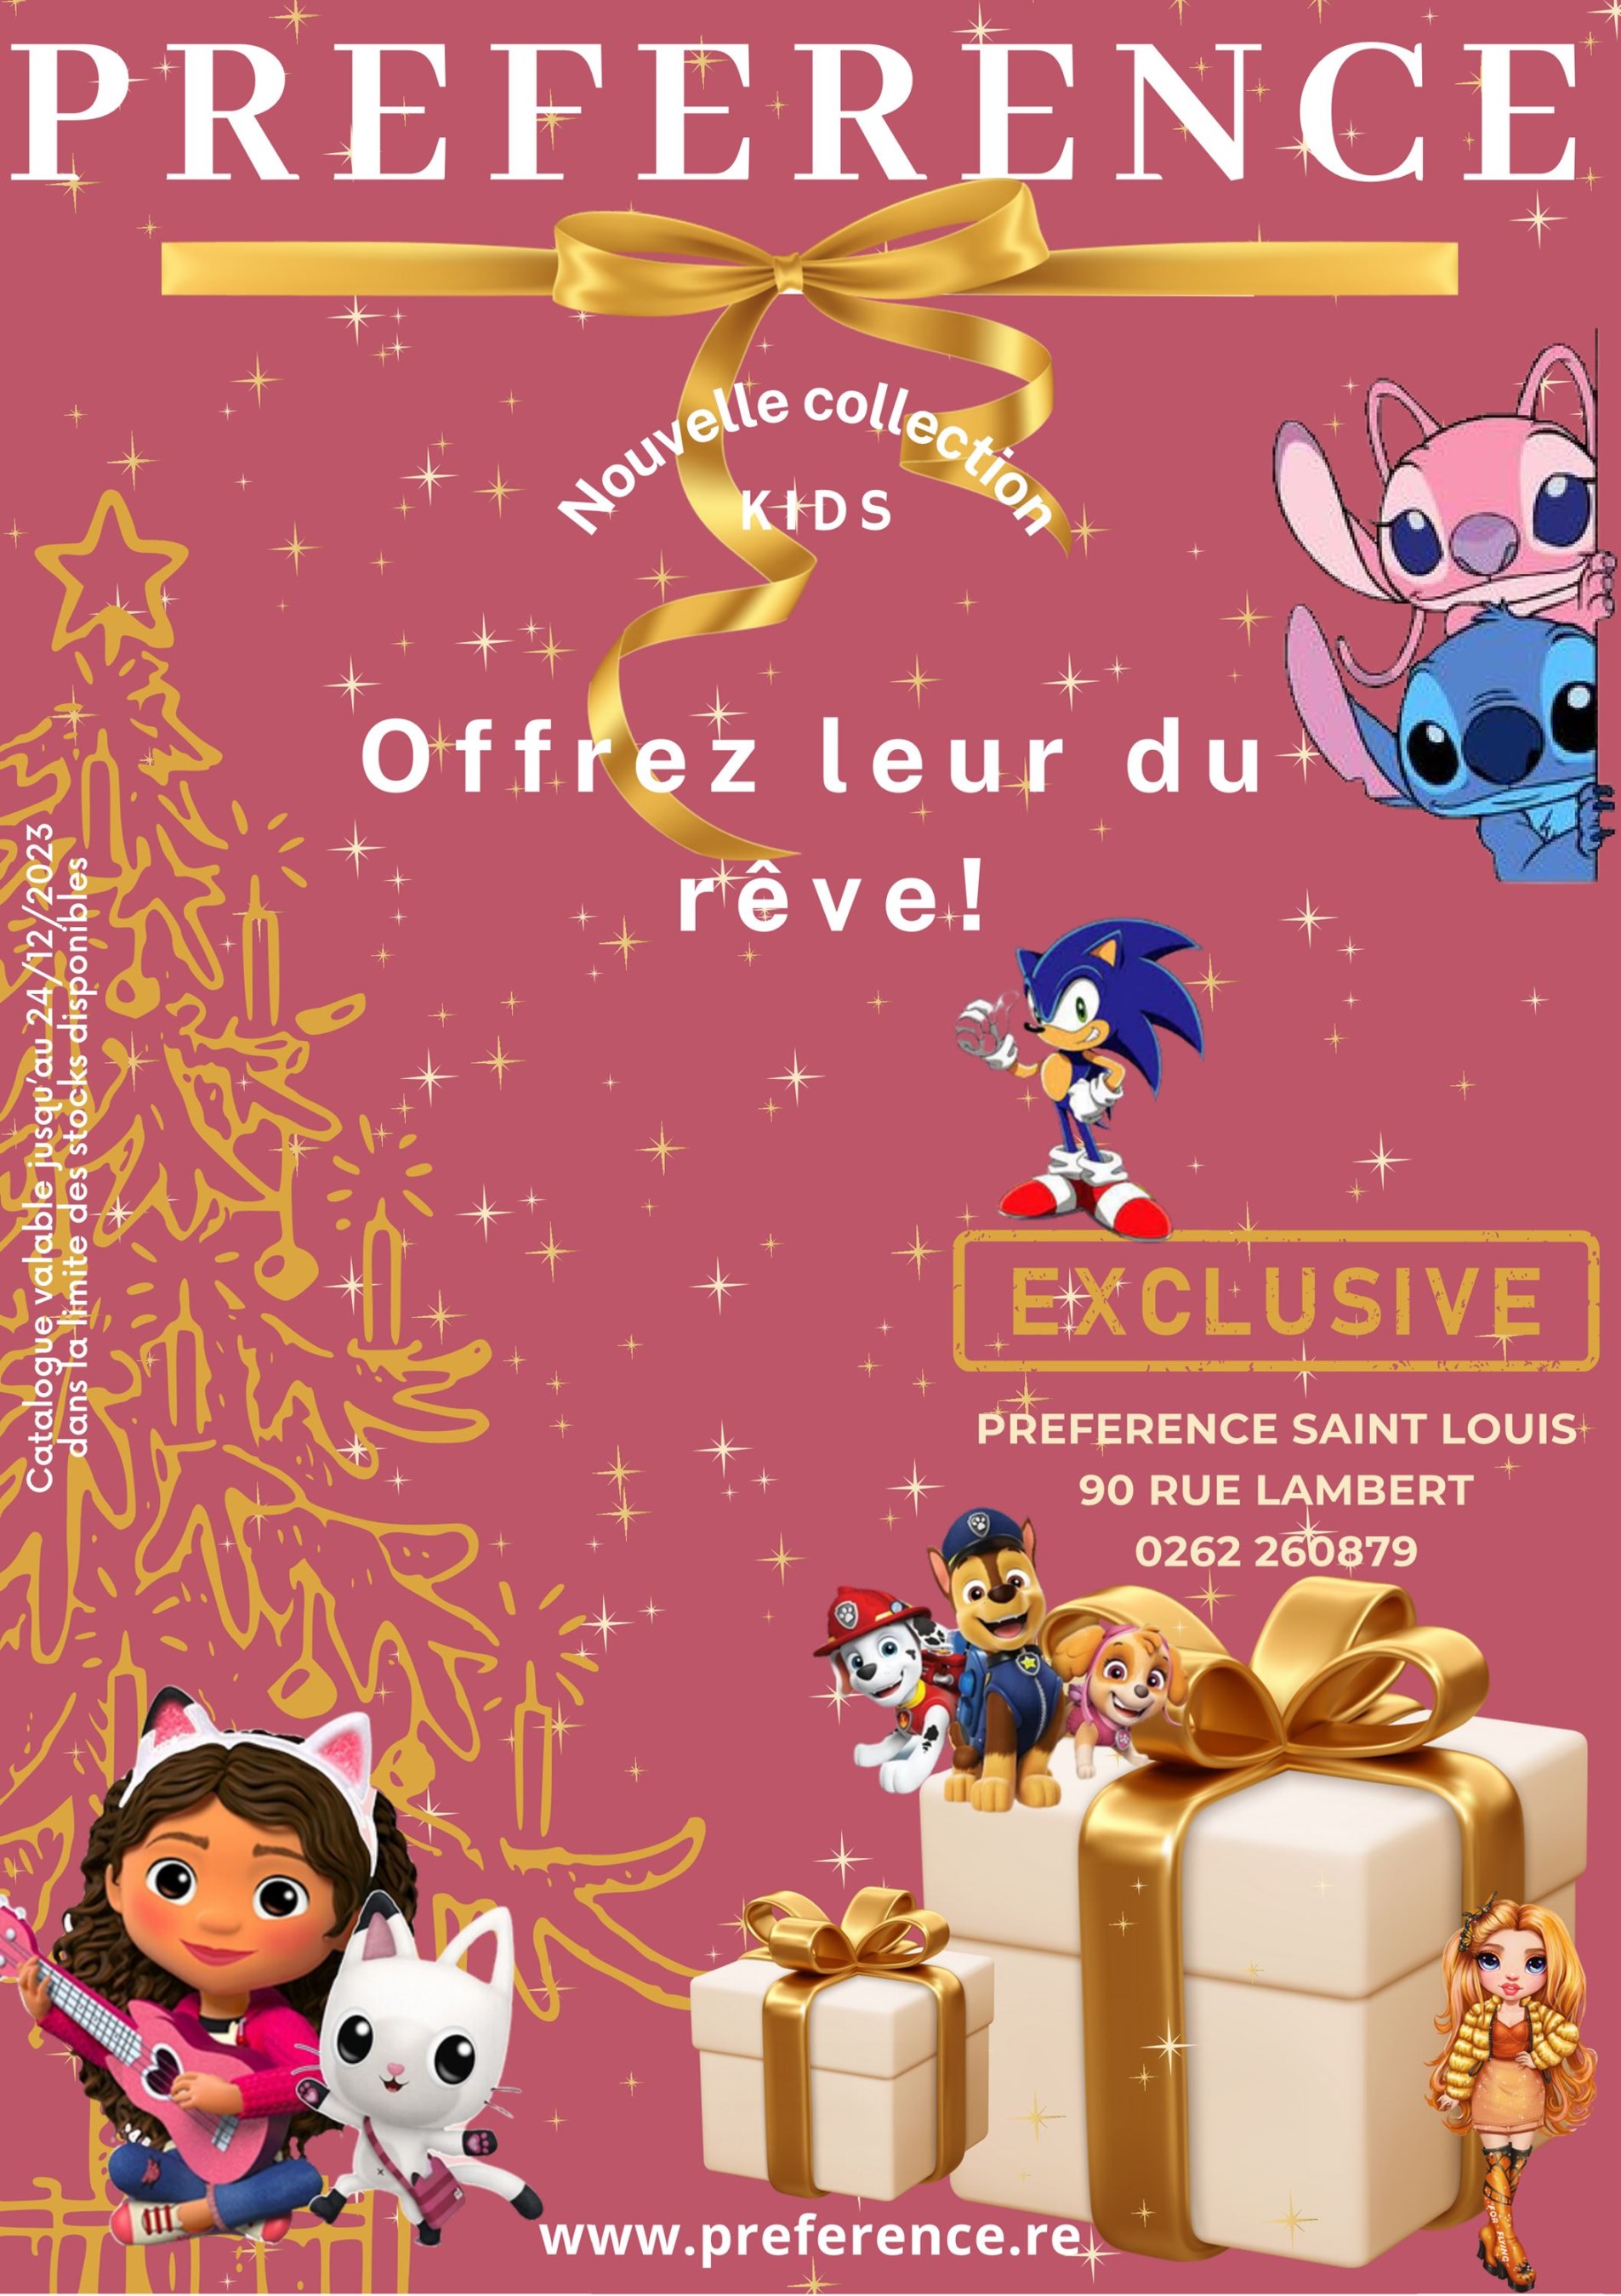 PREFERENCE
Nouvelle collection
KIDS
Offrez leur du
rêve!
Catalogue valable jusqu'au 24/12/2023
dans la limite des stocks disponibles
EXCLUSIVE
PREFERENCE SAINT LOUIS
90 RUE LAMBERT
0262 260879
www.preference.re